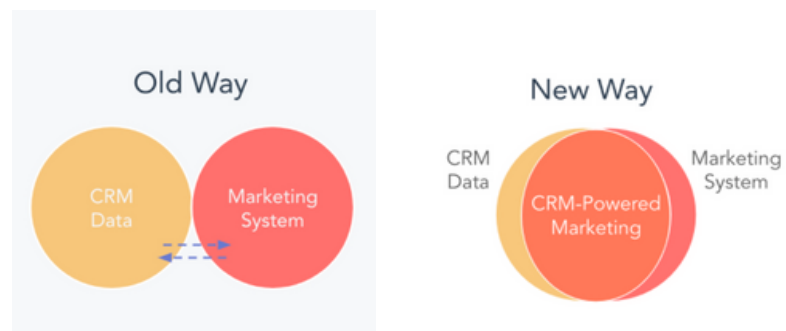 Old Way
CRM
Data
Marketing
System
New Way
CRM
Data
CRM-Powered
Marketing
Marketing
System